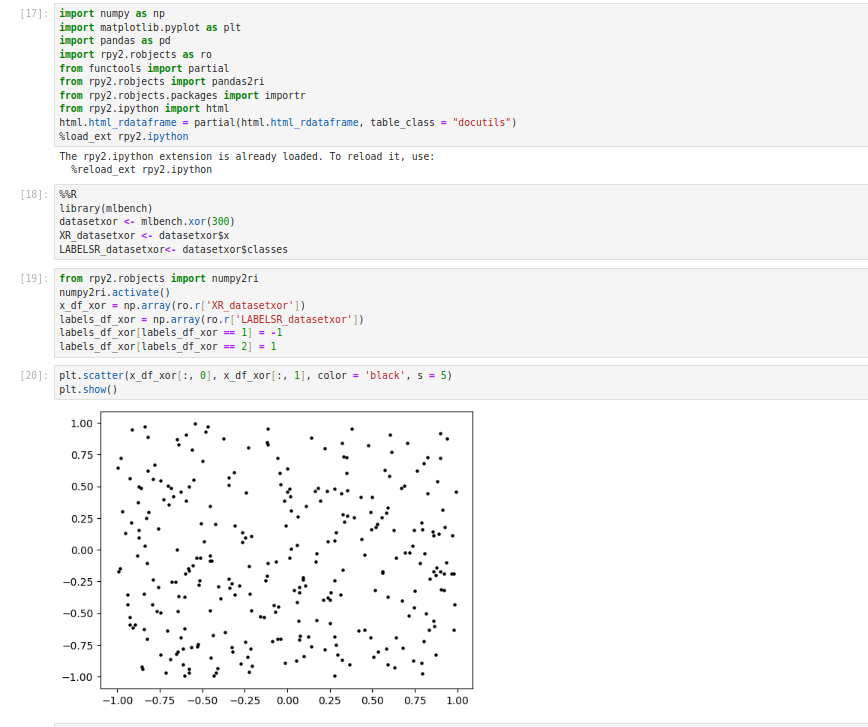 [17]: import numpy as np
import matplotlib.pyplot as plt
import pandas as pd
import rpy2.robjects as ro
from functools import partial
from rpy2.robjects import pandas2ri
from rpy2.robjects.packages import importr
from rpy2.ipython import html
html.html_rdataframe = partial(html.html_rdataframe, table_class = "docutils")
%load_ext rpy2.ipython
The rpy2.ipython extension is already loaded. To reload it, use:
%reload_ext rpy2.ipython
[18]: %%R
library(mlbench)
datasetxor <- mlbench.xor(300)
XR_datasetxor <- datasetxor$x
LABELSR_datasetxor<- datasetxor$classes
[19]: from rpy2.robjects import numpy2ri
numpy2ri.activate()
x_df_xor = np.array(ro.r['XR_datasetxor'])
labels_df_xor = np.array(ro.r['LABELSR_datasetxor'])
labels_df_xor[labels_df_xor == 1] = -1
labels_df_xor[labels_df_xor == 2] = 1
[20]: plt.scatter(x_df_xor[:, 0], x_df_xor[:, 1], color = 'black', s = 5)
plt.show()
1.00
0.75
0.50
0.25
0.00
−0.25
−0.50
−0.75
−1.00
−1.00 −0.75 −0.50 −0.25 0.00 0.25 0.50 0.75 1.00